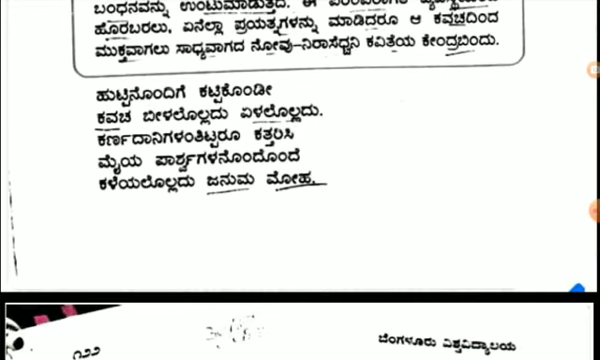 ಬಂಧನವನ್ನು ಉಂಟುಮಾಡುತ್ತದೆ. ಈ
ಹೊರಬರಲು, ಏನೆಲ್ಲಾ ಪ್ರಯತ್ನಗಳನ್ನು ಮಾಡಿದರೂ ಆ ಕವಚದಿಂದ
ಮುಕ್ತವಾಗಲು ಸಾಧ್ಯವಾಗದ ನೋವು-ನಿರಾಸೆಧ್ವನಿ ಕವಿತೆಯ ಕೇಂದ್ರಬಿಂದು.
ಹುಟ್ಟಿನೊಂದಿಗೆ ಕಟ್ಟಿಕೊಂಡೀ
ಕವಚ ಬೀಳಲೊಲ್ಲದು ಏಳಲೊಲ್ಲದು.
ಕರ್ಣದಾನಿಗಳಂತಿಟ್ಟರೂ ಕತ್ತರಿಸಿ
ಮೈಯ ಪಾರ್ಶ್ವಗಳನೊಂದೊಂದೆ
ಕಳೆಯಲೊಲ್ಲದು ಜನುಮ ಮೋಹ.
೧೨೨
ಬೆಂಗಳೂರು ವಿಶ್ವವಿದ್ಯಾಲಯ